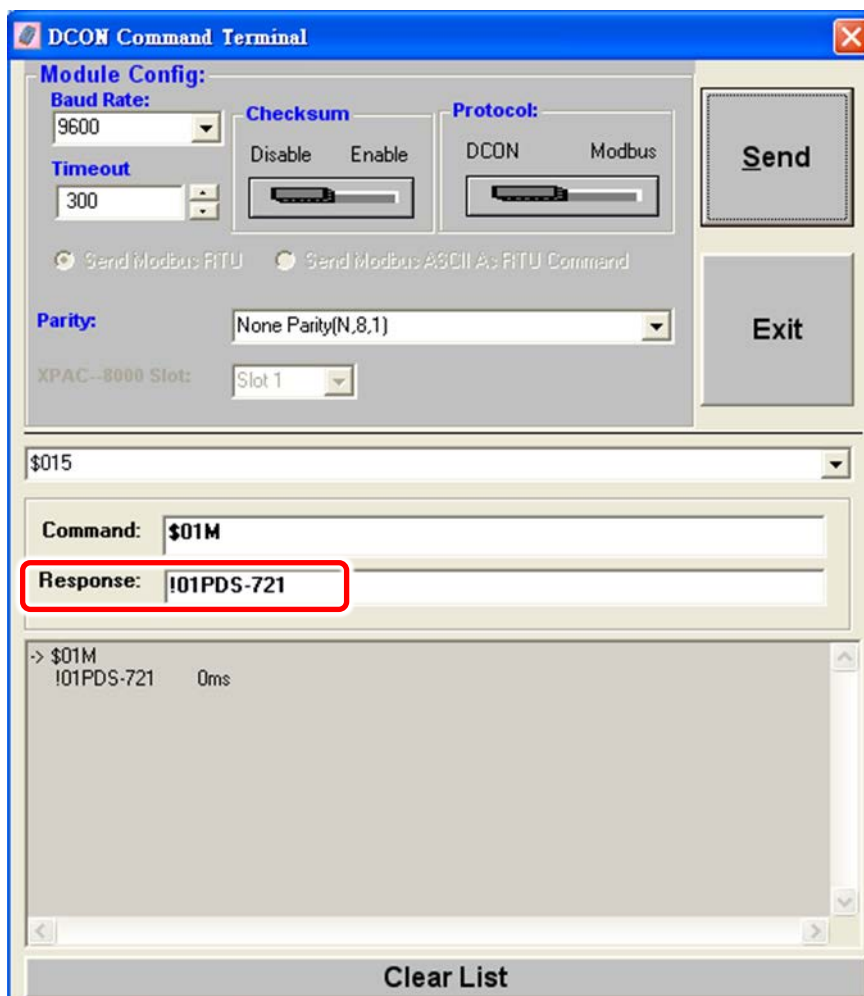 DCON Command Terminal
Module Config:
Baud Rate:
9600
Checksum
Disable Enable
Protocol:
DCON Modbus
Send
Timeout
300
Send Modbus RTU Send Modbus ASCII As RTU Command
Parity:
None Parity(N,8,1)
Exit
XPAC--8000 Slot:
Slot 1
$015
Command: $01M
Response: !01PDS-721
-> $01M
!01PDS-721 0ms
Clear List